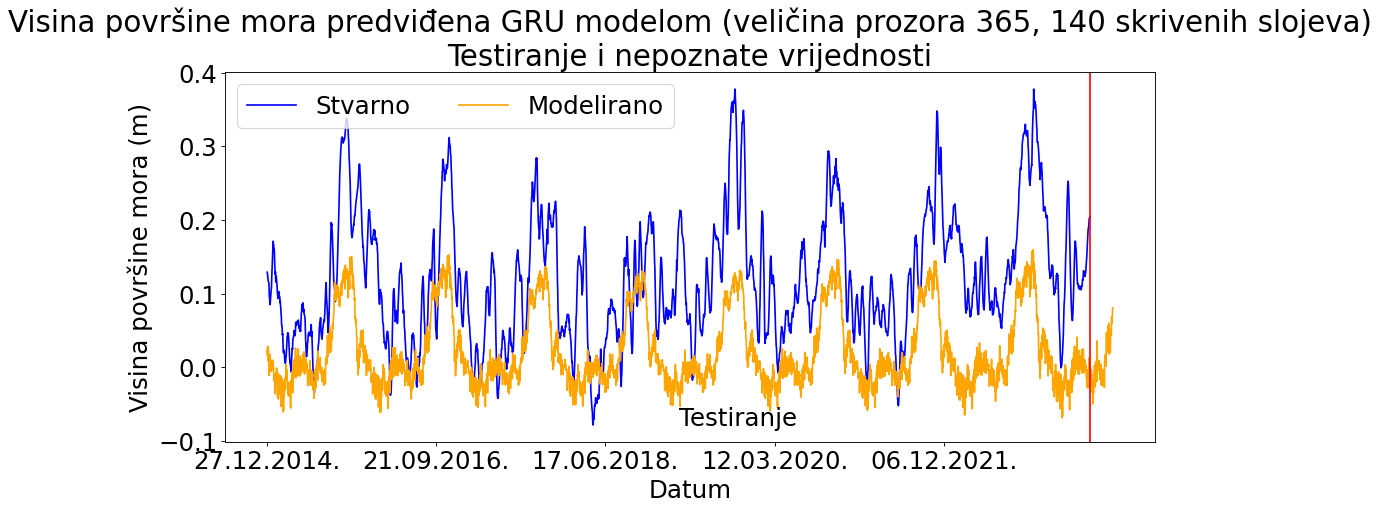 Visina površine mora predviđena GRU modelom (veličina prozora 365, 140 skrivenih slojeva)
Testiranje i nepoznate vrijednosti
Stvarno
Modelirano
Visina površine mora (m)
0.4
0.3
0.2
0.1
0.0
−0.1
Testiranje
27.12.2014.
21.09.2016.
17.06.2018.
12.03.2020.
06.12.2021.
Datum